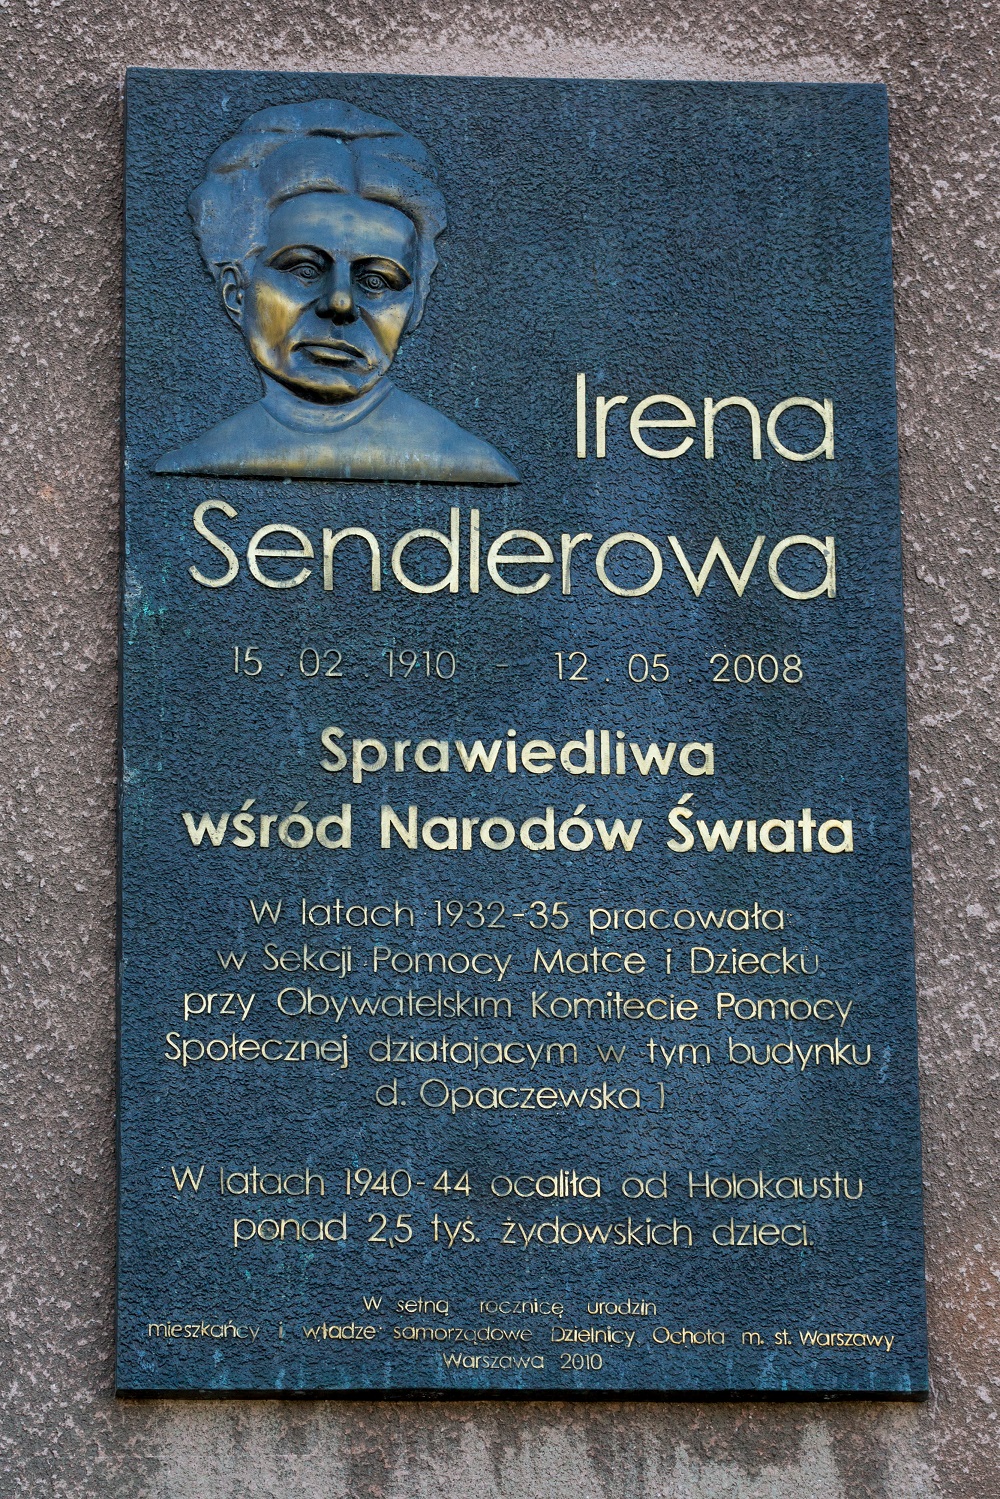 Irena
Sendlerowa
15.02.1910 - 12.05.2008
Sprawiedliwa
wśród Narodów Świata
W latach 1932-35 pracowała
w Sekcji Pomocy Matce i Dziecku
przy Obywatelskim Komitecie Pomocy
Społecznej działającym w tym budynku
d. Opaczewska 1
W latach 1940-44 ocaliła od Holokaustu
ponad 2,5 tyś. żydowskich dzieci.
W setną rocznicę urodzin
mieszkańcy i władze samorządowe Dzielnicy Ochota m. st. Warszawy
Warszawa 2010